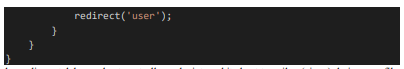 redirect('user');
}
}
}